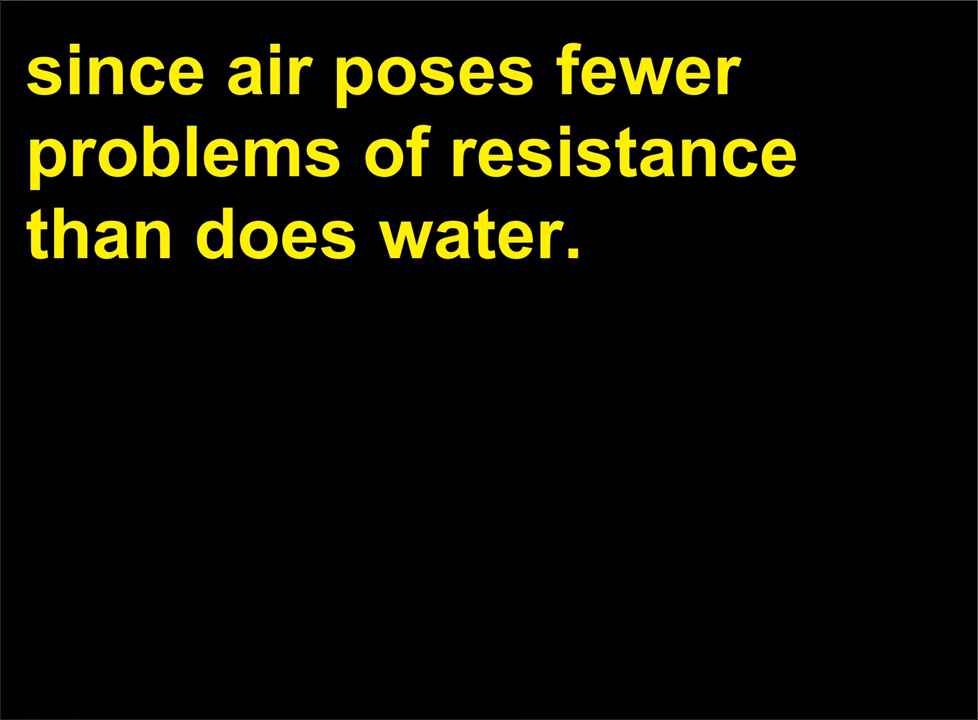 since air poses fewer
problems of resistance
than does water.